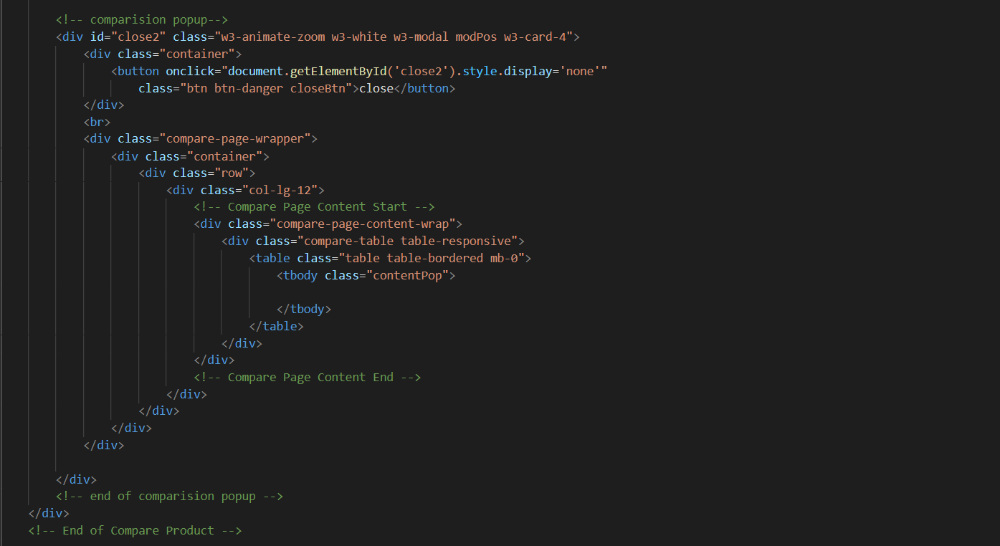 <!-- comparision popup-->
<div id="close2" class="w3-animate-zoom w3-white w3-modal modPos w3-card-4">
<div class="container">
<button onclick="document.getElementById('close2').style.display='none'"
class="btn btn-danger closeBtn">close</button>
</div>
<br>
<div class="compare-page-wrapper">
<div class="container">
<div class="row">
<div class="col-lg-12">
<!-- Compare Page Content Start -->
<div class="compare-page-content-wrap">
<div class="compare-table table-responsive">
<table class="table table-bordered mb-0">
<tbody class="contentPop">
</tbody>
</table>
</div>
</div>
<!-- Compare Page Content End -->
</div>
</div>
</div>
</div>
</div>
<!-- end of comparision popup -->
</div>
<!-- End of Compare Product -->